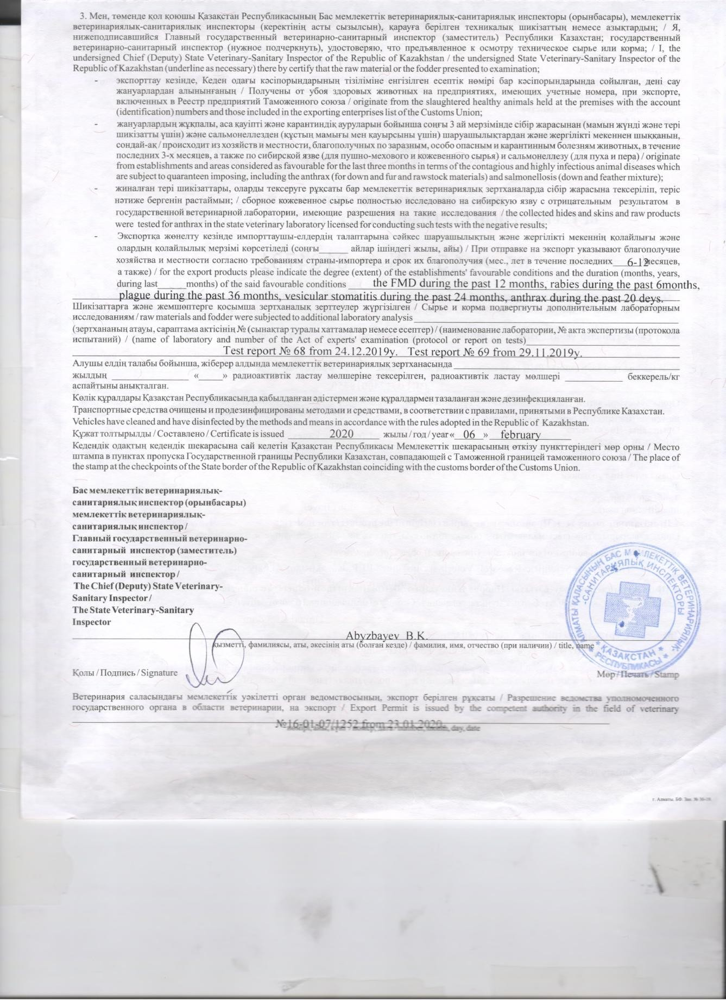 3. Мен, төменде қол қоюшы Қазақстан Республикасының Бас мемлекеттік ветеринариялық-санитариялық инспекторы (орынбасары), мемлекеттік
ветеринариялық-санитариялық инспекторы (керектінің асты сызылсын), қарауға берілген техникалық шикізаттың немесе азықтардың; / Я,
нижеподписавшийся Главный государственный ветеринарно-санитарный инспектор (заместитель) Республики Казахстан; государственный
ветеринарно-санитарный инспектор (нужное подчеркнуть), удостоверяю, что предъявленное к осмотру техническое сырье или корма; / I, the
undersigned Chief (Deputy) State Veterinary-Sanitary Inspector of the Republic of Kazakhstan / the undersigned State Veterinary-Sanitary Inspector of the
Republic of Kazakhstan (underline as necessary) there by certify that the raw material or the fodder presented to examination;
- экспорттау кезінде, Кеден одағы кәсіпорындарының тізіліміне енгізілген есептік нөмірі бар кәсіпорындарында сойылған, дені сау
жануарлардан алынынғаның / Получены от убоя здоровых животных на предприятиях, имеющих учетные номера, при экспорте,
включенных в Реестр предприятий Таможенного союза / originate from the slaughtered healthy animals held at the premises with the account
(identification) numbers and those included in the exporting enterprises list of the Customs Union;
- жануарлардың жұқпалы, аса қауіпті және карантиндік ауруларын бойынша соңғы 3 ай мерзімінде сібір жарасынан (мамын жүнді және тері
шикізатты үшін) және сальмонеллезден (құстың мамығы мен қауырсыны үшін) шаруашылықтардан және жергілікті мекеннен шыққанын,
сондай-ақ / происходит из хозяйств и местности, благополучных по заразным, особо опасным и карантинным болезням животных, в течение
последних 3-х месяцев, а также по сибирской язве (для пушно-мехового и кожевенного сырья) и сальмонеллезу (для пуха и пера) / originate
from establishments and areas considered as favourable for the last three months in terms of the contagious and highly infectious animal diseases which
are subject to quaranteen imposing, including the anthrax (for down and fur and rawstock materials) and salmonellosis (down and feather mixture);
- жиналған тері шикізаттары, оларды тексеруге рұқсаты бар мемлекеттік ветеринариялық зертханаларда сібір жарасына тексеріліп, теріс
нәтиже бергенін растаймын; / сборное кожевенное сырье полностью исследовано на сибирскую язву с отрицательным результатом в
государственной ветеринарной лаборатории, имеющие разрешения на такие исследования / the collected hides and skins and raw products
were tested for anthrax in the state veterinary laboratory licensed for conducting such tests with the negative results;
- Экспортқа жөнелту кезінде импорттаушы-елдердің талаптарына сәйкес шаруашылықтың және жергілікті мекеннің қолайлығы және
олардың қолайлылық мерзімі көрсетіледі (соңғы______ айлар ішіндегі жылы, айы) / При отправке на экспорт указывают благополучие
хозяйства и местности согласно требованиям страны-импортера и срок их благополучия (мес., лет в течение последних___6-12 месяцев,
а также) / for the export products please indicate the degree (extent) of the establishments' favourable conditions and the duration (months, years,
during last______months) of the said favourable conditions ____ the FMD during the past 12 months, rabies during the past 6months,
plague during the past 36 months, vesicular stomatitis during the past 24 months, anthrax during the past 20 deys.
Шикізаттарға және жемшөптерге қосымша зертханалық зерттеулер жүргізілген / Сырье и корма подвергнуты дополнительным лабораторным
исследованиям / raw materials and fodder were subjected to additional laboratory analysis ____________________
(зертхананың атауы, сараптама актісінің № (сынақтар туралы хаттамалар немесе есептер) / (наименование лаборатории, № акта экспертизы (протокола
испытаний) / (name of laboratory and number of the Act of experts' examination (protocol or report on tests)____________________
Test report № 68 from 24.12.2019y. Test report № 69 from 29.11.2019y.
Алушы елдің талабы бойынша, жіберер алдында мемлекеттік ветеринариялық зертханасында ____________________
жылдың ________________ «_____» радиоактивтік ластау мөлшеріне тексерілген, радиоактивтік ластау мөлшері ____________ беккерель/кг
аспайтыны анықталған.
Көлік құралдары Қазақстан Республикасында қабылданған әдістермен және құралдармен тазаланған және дезинфекцияланған.
Транспортные средства очищены и продезинфицированы методами и средствами, в соответствии с правилами, принятыми в Республике Казахстан.
Vehicles have cleaned and have disinfected by the methods and means in accordance with the rules adopted in the Republic of Kazakhstan.
Құжат толтырылды / Составлено / Certificate is issued ________2020______ жылы / год / year «__06__» __february______
Кедендік одақтың кедендік шекарасына сай келетін Қазақстан Республикасы Мемлекеттік шекарасының өткізу пункттеріндегі мөр орны / Место
штампа в пунктах пропуска Государственной границы Республики Казахстан, совпадающей с Таможенной границей таможенного союза / The place of
the stamp at the checkpoints of the State border of the Republic of Kazakhstan coinciding with the customs border of the Customs Union.
Бас мемлекеттік ветеринариялық-
санитариялық инспектор (орынбасары)
мемлекеттік ветеринариялық-
санитариялық инспектор /
Главный государственный ветеринарно-
санитарный инспектор (заместитель)
государственный ветеринарно-
санитарный инспектор /
The Chief (Deputy) State Veterinary-
Sanitary Inspector /
The State Veterinary-Sanitary
Inspector
Abyzbayev B.K.
қызметті, фамилиясы, аты, әкесінің аты (болған кезде) / фамилия, имя, отчество (при наличии) / title, name
АЛМАТЫ ҚАЛАСЫНЫҢ БАС МЕМЛЕКЕТТІК ВЕТЕРИНАРИЯЛЫҚ-
-САНИТАРИЯЛЫҚ ИНСПЕКТОРЫ
* ҚАЗАҚСТАН *
* РЕСПУБЛИКАСЫ *
Қолы / Подпись / Signature
Мөр / Печать / Stamp
Ветеринария саласындағы мемлекеттік уәкілетті орган ведомствосының, экспорт берілген рұқсаты / Разрешение ведомства уполномоченного
государственного органа в области ветеринарии, на экспорт / Export Permit is issued by the competent authority in the field of veterinary
№16-01-07/1252 from 23.01.2020.
day, date
г. Алматы. БФ. Зак. № 30-19.